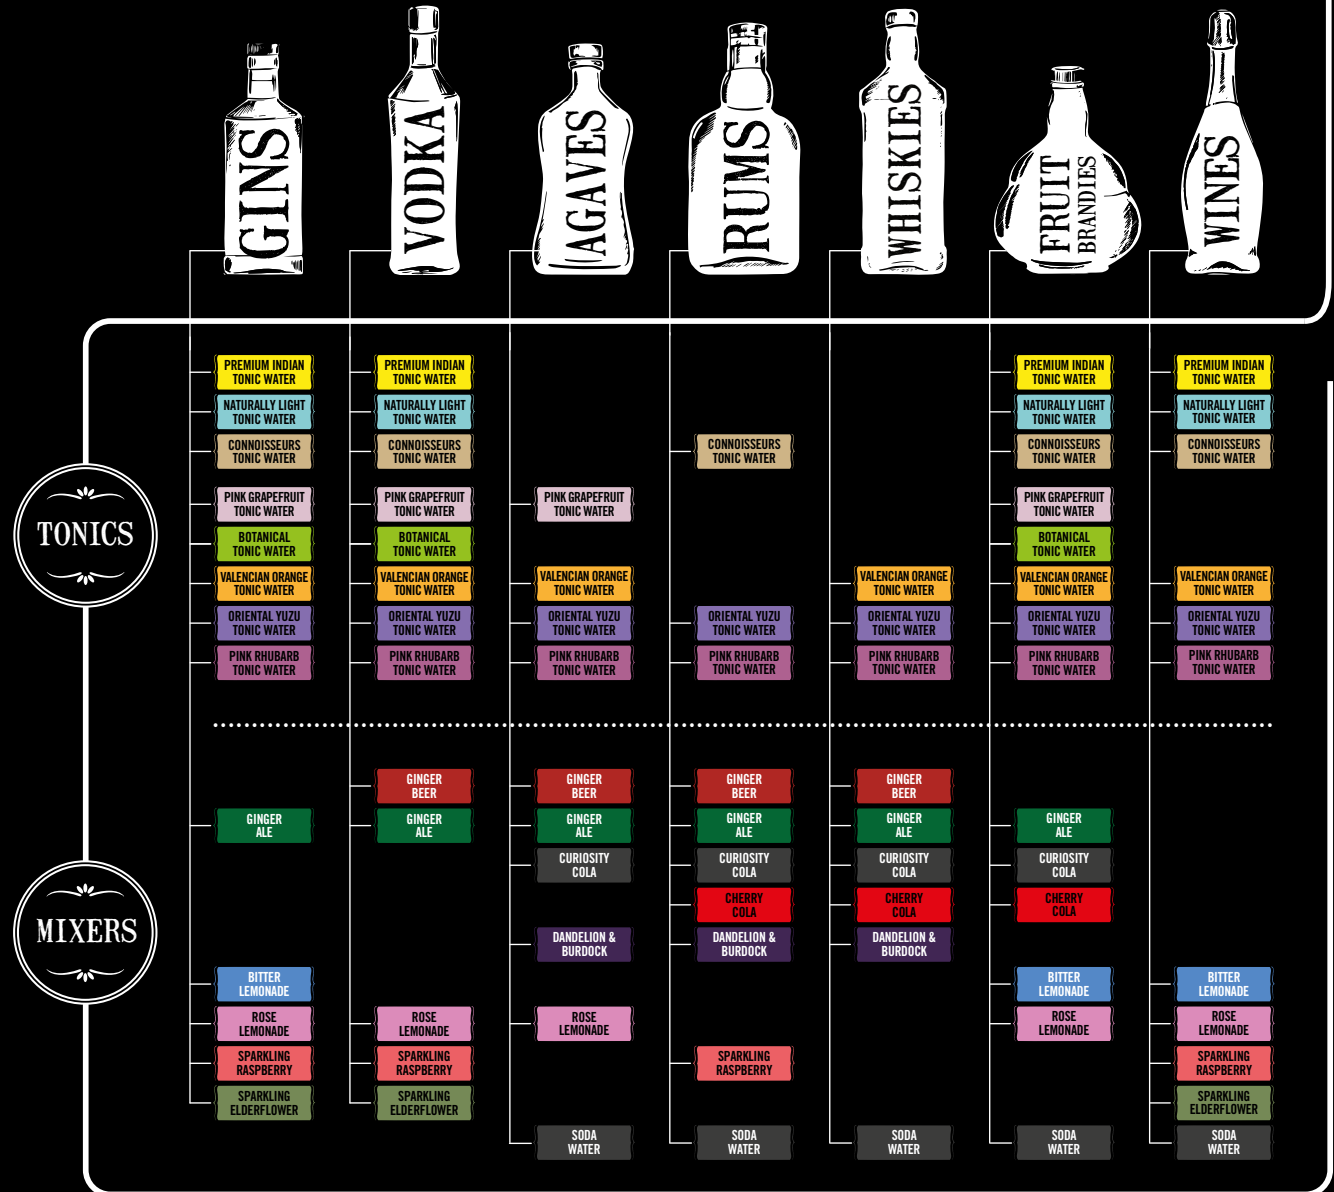 GINS
VODKA
AGAVES
RUMS
WHISKIES
FRUIT
BRANDIES
WINES
TONICS
PREMIUM INDIAN
TONIC WATER
PREMIUM INDIAN
TONIC WATER
PREMIUM INDIAN
TONIC WATER
PREMIUM INDIAN
TONIC WATER
NATURALLY LIGHT
TONIC WATER
NATURALLY LIGHT
TONIC WATER
NATURALLY LIGHT
TONIC WATER
NATURALLY LIGHT
TONIC WATER
CONNOISSEURS
TONIC WATER
CONNOISSEURS
TONIC WATER
CONNOISSEURS
TONIC WATER
CONNOISSEURS
TONIC WATER
CONNOISSEURS
TONIC WATER
PINK GRAPEFRUIT
TONIC WATER
PINK GRAPEFRUIT
TONIC WATER
PINK GRAPEFRUIT
TONIC WATER
PINK GRAPEFRUIT
TONIC WATER
BOTANICAL
TONIC WATER
BOTANICAL
TONIC WATER
BOTANICAL
TONIC WATER
VALENCIAN ORANGE
TONIC WATER
VALENCIAN ORANGE
TONIC WATER
VALENCIAN ORANGE
TONIC WATER
VALENCIAN ORANGE
TONIC WATER
VALENCIAN ORANGE
TONIC WATER
VALENCIAN ORANGE
TONIC WATER
ORIENTAL YUZU
TONIC WATER
ORIENTAL YUZU
TONIC WATER
ORIENTAL YUZU
TONIC WATER
ORIENTAL YUZU
TONIC WATER
ORIENTAL YUZU
TONIC WATER
ORIENTAL YUZU
TONIC WATER
ORIENTAL YUZU
TONIC WATER
PINK RHUBARB
TONIC WATER
PINK RHUBARB
TONIC WATER
PINK RHUBARB
TONIC WATER
PINK RHUBARB
TONIC WATER
PINK RHUBARB
TONIC WATER
PINK RHUBARB
TONIC WATER
PINK RHUBARB
TONIC WATER
MIXERS
GINGER
BEER
GINGER
BEER
GINGER
BEER
GINGER
BEER
GINGER
ALE
GINGER
ALE
GINGER
ALE
GINGER
ALE
GINGER
ALE
GINGER
ALE
CURIOSITY
COLA
CURIOSITY
COLA
CURIOSITY
COLA
CURIOSITY
COLA
CHERRY
COLA
CHERRY
COLA
CHERRY
COLA
DANDELION &
BURDOCK
DANDELION &
BURDOCK
DANDELION &
BURDOCK
BITTER
LEMONADE
BITTER
LEMONADE
BITTER
LEMONADE
ROSE
LEMONADE
ROSE
LEMONADE
ROSE
LEMONADE
ROSE
LEMONADE
ROSE
LEMONADE
SPARKLING
RASPBERRY
SPARKLING
RASPBERRY
SPARKLING
RASPBERRY
SPARKLING
RASPBERRY
SPARKLING
ELDERFLOWER
SPARKLING
ELDERFLOWER
SPARKLING
ELDERFLOWER
SODA
WATER
SODA
WATER
SODA
WATER
SODA
WATER
SODA
WATER